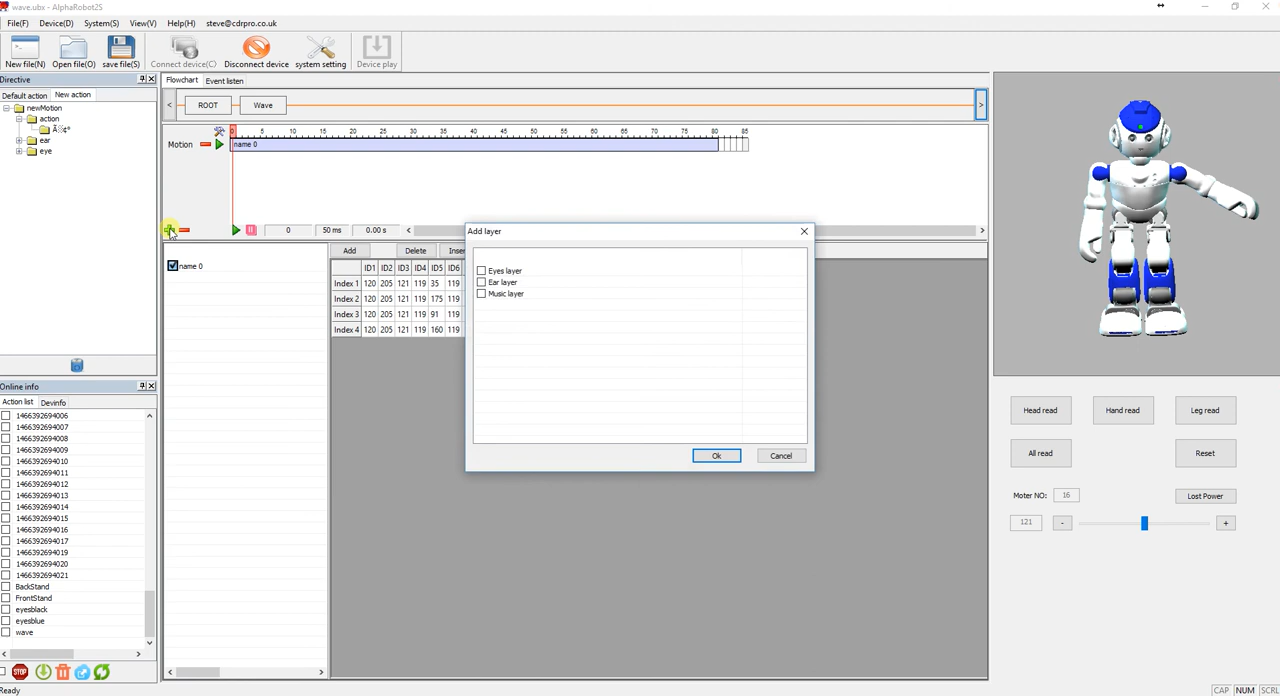 wave.ubx - AlphaRobot2S
File(F) Device(D) System(S) View(V) Help(H) steve@cdrpro.co.uk
New file(N) Open file(O) save file(S) Connect device(C) Disconnect device system setting Device play
Directive
Default action New action
newMotion
action
ear
eye
Flowchart Event listen
< ROOT Wave >
0 5 10 15 20 25 30 35 40 45 50 55 60 65 70 75 80 85
Motion name 0
0 50 ms 0.00 s < >
name 0
Add Delete Inser
ID1 ID2 ID3 ID4 ID5 ID6
Index 1 120 205 121 119 35 119
Index 2 120 205 121 119 175 119
Index 3 120 205 121 119 91 119
Index 4 120 205 121 119 160 119
Add layer
Eyes layer
Ear layer
Music layer
Ok Cancel
Online info
Action list Devinfo
1466392694006
1466392694007
1466392694008
1466392694009
1466392694010
1466392694011
1466392694012
1466392694013
1466392694014
1466392694015
1466392694016
1466392694017
1466392694019
1466392694020
1466392694021
BackStand
FrontStand
eyesblack
eyesblue
wave
STOP
Head read Hand read Leg read
All read Reset
Moter NO: 16 Lost Power
121 - +
Ready CAP NUM SCRL